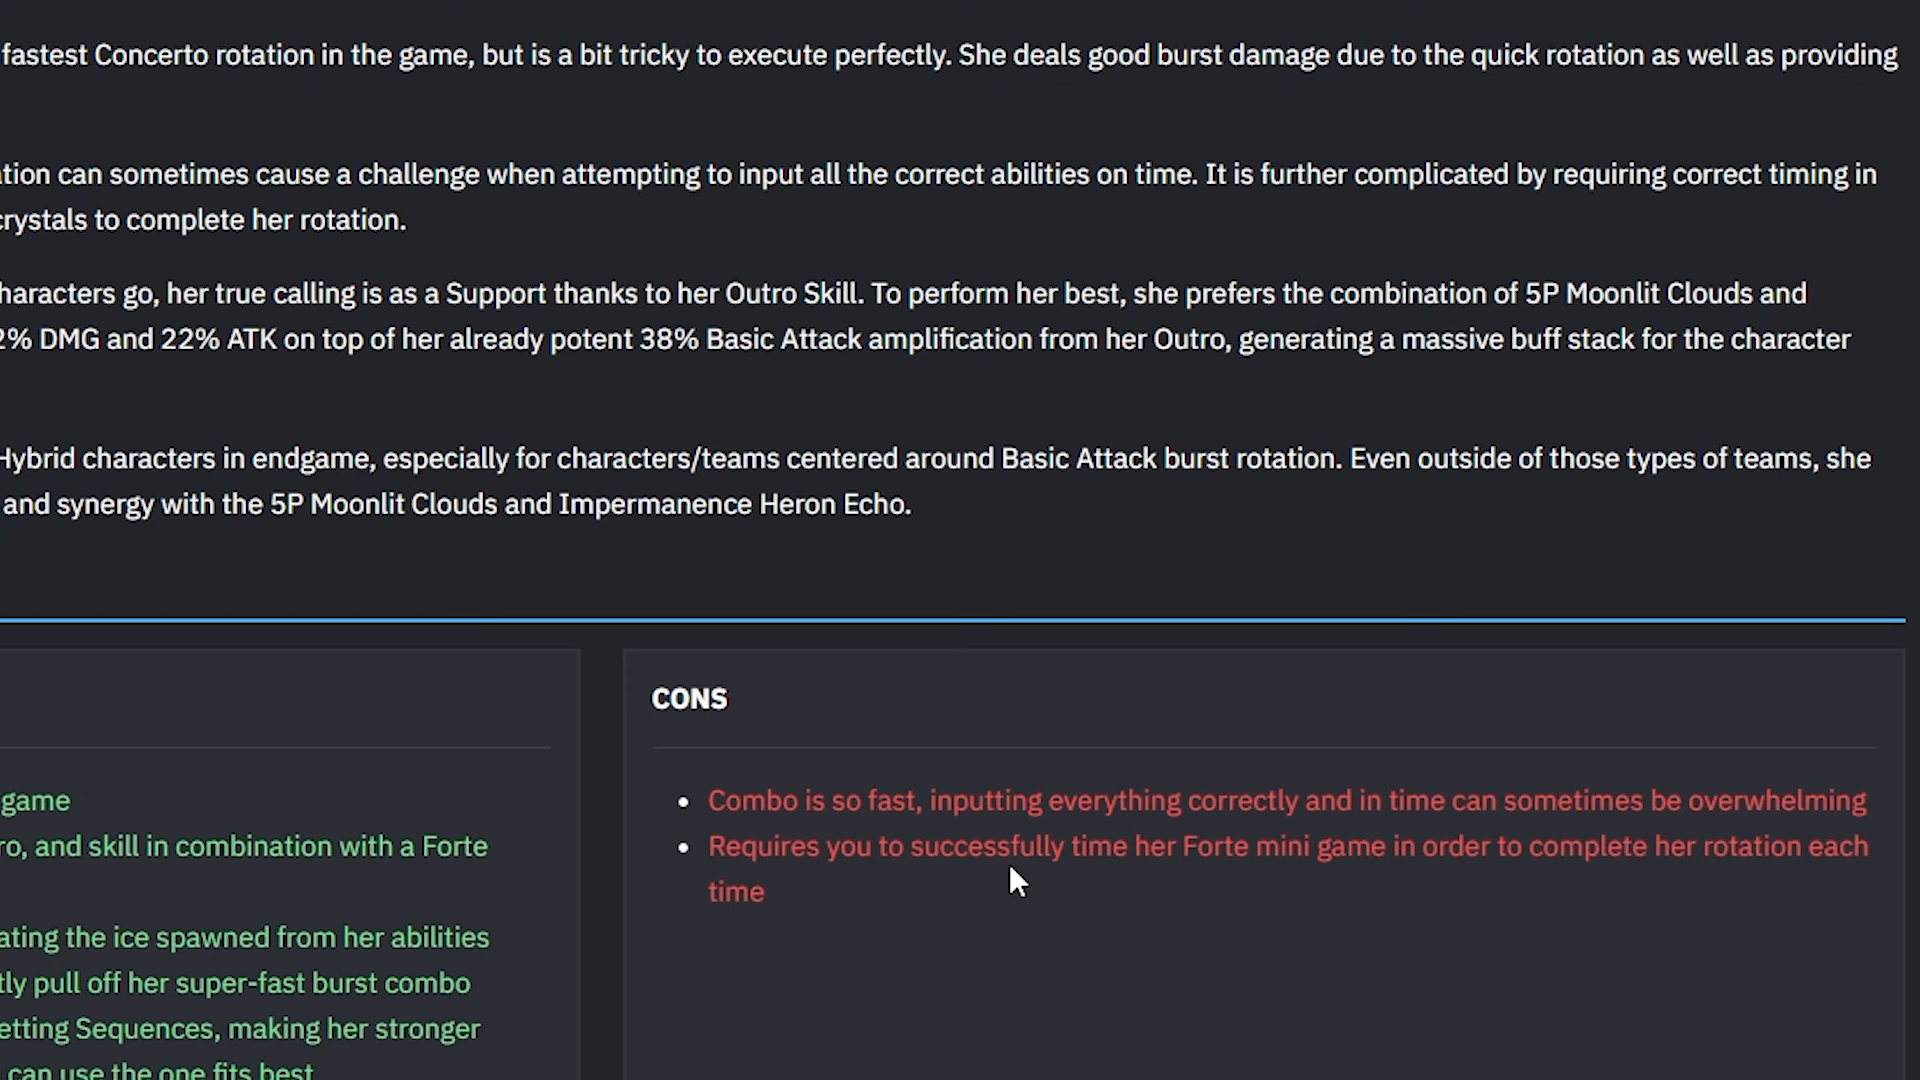 fastest Concerto rotation in the game, but is a bit tricky to execute perfectly. She deals good burst damage due to the quick rotation as well as providing
ation can sometimes cause a challenge when attempting to input all the correct abilities on time. It is further complicated by requiring correct timing in
crystals to complete her rotation.
haracters go, her true calling is as a Support thanks to her Outro Skill. To perform her best, she prefers the combination of 5P Moonlit Clouds and
2% DMG and 22% ATK on top of her already potent 38% Basic Attack amplification from her Outro, generating a massive buff stack for the character
Hybrid characters in endgame, especially for characters/teams centered around Basic Attack burst rotation. Even outside of those types of teams, she
and synergy with the 5P Moonlit Clouds and Impermanence Heron Echo.
game
ro, and skill in combination with a Forte
ating the ice spawned from her abilities
tly pull off her super-fast burst combo
etting Sequences, making her stronger
can use the one fits best
CONS
• Combo is so fast, inputting everything correctly and in time can sometimes be overwhelming
• Requires you to successfully time her Forte mini game in order to complete her rotation each
time